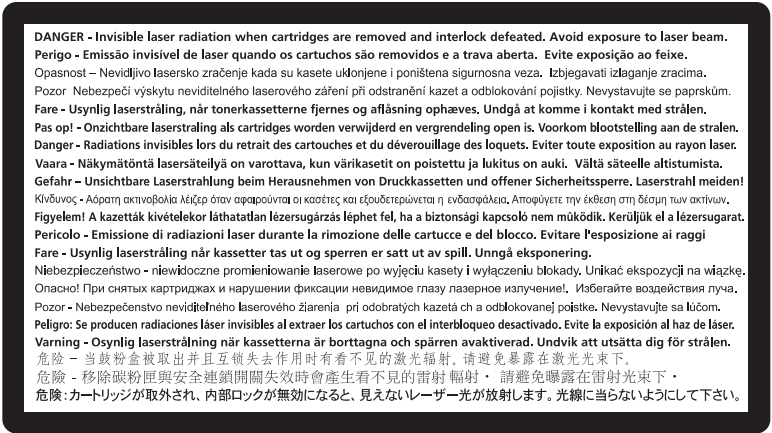 DANGER - Invisible laser radiation when cartridges are removed and interlock defeated. Avoid exposure to laser beam.
Perigo - Emissão invisível de laser quando os cartuchos são removidos e a trava aberta. Evite exposição ao feixe.
Opasnost – Nevidljivo lasersko zračenje kada su kasete uklonjene i poništena sigurnosna veza. Izbjegavati izlaganje zracima.
Pozor Nebezpečí výskytu neviditelného laserového záření při odstranění kazet a odblokování pojistky. Nevystavujte se paprskům.
Fare - Usynlig laserstråling, når tonerkassetterne fjernes og aflåsning ophæves. Undgå at komme i kontakt med strålen.
Pas op! - Onzichtbare laserstraling als cartridges worden verwijderd en vergrendeling open is. Voorkom blootstelling aan de stralen.
Danger - Radiations invisibles lors du retrait des cartouches et du déverouillage des loquets. Eviter toute exposition au rayon laser.
Vaara - Näkymätöntä lasersäteilyä on varottava, kun värikasetit on poistettu ja lukitus on auki. Vältä säteelle altistumista.
Gefahr - Unsichtbare Laserstrahlung beim Herausnehmen von Druckkassetten und offener Sicherheitssperre. Laserstrahl meiden!
Κίνδυνος - Αόρατη ακτινοβολία λέιζερ όταν αφαιρούνται οι κασέτες και εξουδετερώνεται η ενδασφάλεια. Αποφύγετε την έκθεση στη δέσμη των ακτίνων.
Figyelem! A kazetták kivételekor láthatatlan lézersugárzás léphet fel, ha a biztonsági kapcsoló nem mûködik. Kerüljük el a lézersugarat.
Pericolo - Emissione di radiazioni laser durante la rimozione delle cartucce e del blocco. Evitare l'esposizione ai raggi
Fare - Usynlig laserstråling når kassetter tas ut og sperren er satt ut av spill. Unngå eksponering.
Niebezpieczeństwo - niewidoczne promieniowanie laserowe po wyjęciu kasety i wyłączeniu blokady. Unikać ekspozycji na wiązkę.
Опасно! При снятых картриджах и нарушении фиксации невидимое глазу лазерное излучение!. Избегайте воздействия луча.
Pozor - Nebezpečenstvo neviditeľného laserového žiarenia pri odobratých kazetá ch a odblokovanej poistke. Nevystavujte sa lúčom.
Peligro: Se producen radiaciones láser invisibles al extraer los cartuchos con el interbloqueo desactivado. Evite la exposición al haz de láser.
Varning - Osynlig laserstrålning när kassetterna är borttagna och spärren avaktiverad. Undvik att utsätta dig för strålen.
危险 - 当鼓粉盒被取出并且互锁失去作用时有看不见的激光辐射。请避免暴露在激光光束下。
危險 - 移除碳粉匣與安全連鎖開關失效時會產生看不見的雷射輻射・ 請避免曝露在雷射光束下・
危険：カートリッジが取外され、内部ロックが無効になると、見えないレーザー光が放射します。光線に当らないようにして下さい。